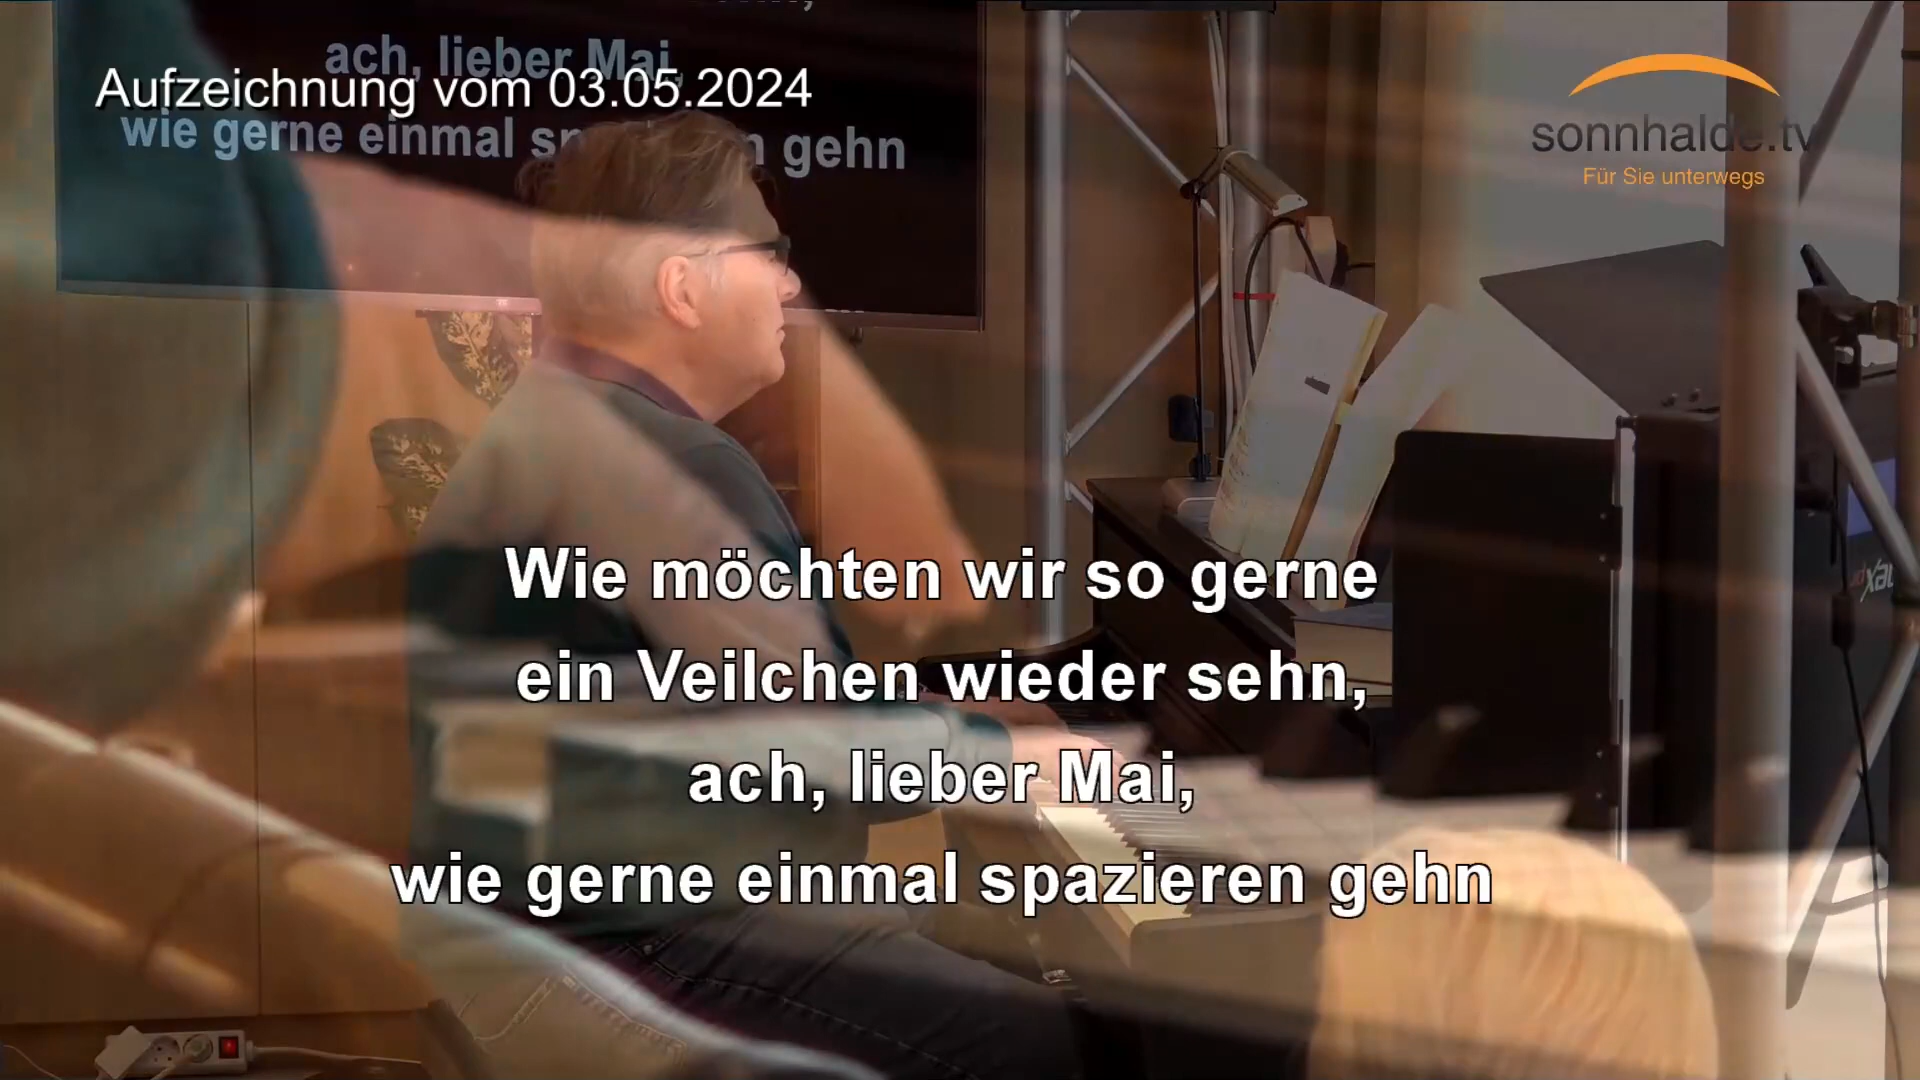 ach, lieber Mai,
wie gerne einmal gehn
Aufzeichnung vom 03.05.2024
sonnhalde.tv
Für Sie unterwegs
Wie möchten wir so gerne
ein Veilchen wieder sehn,
ach, lieber Mai,
wie gerne einmal spazieren gehn